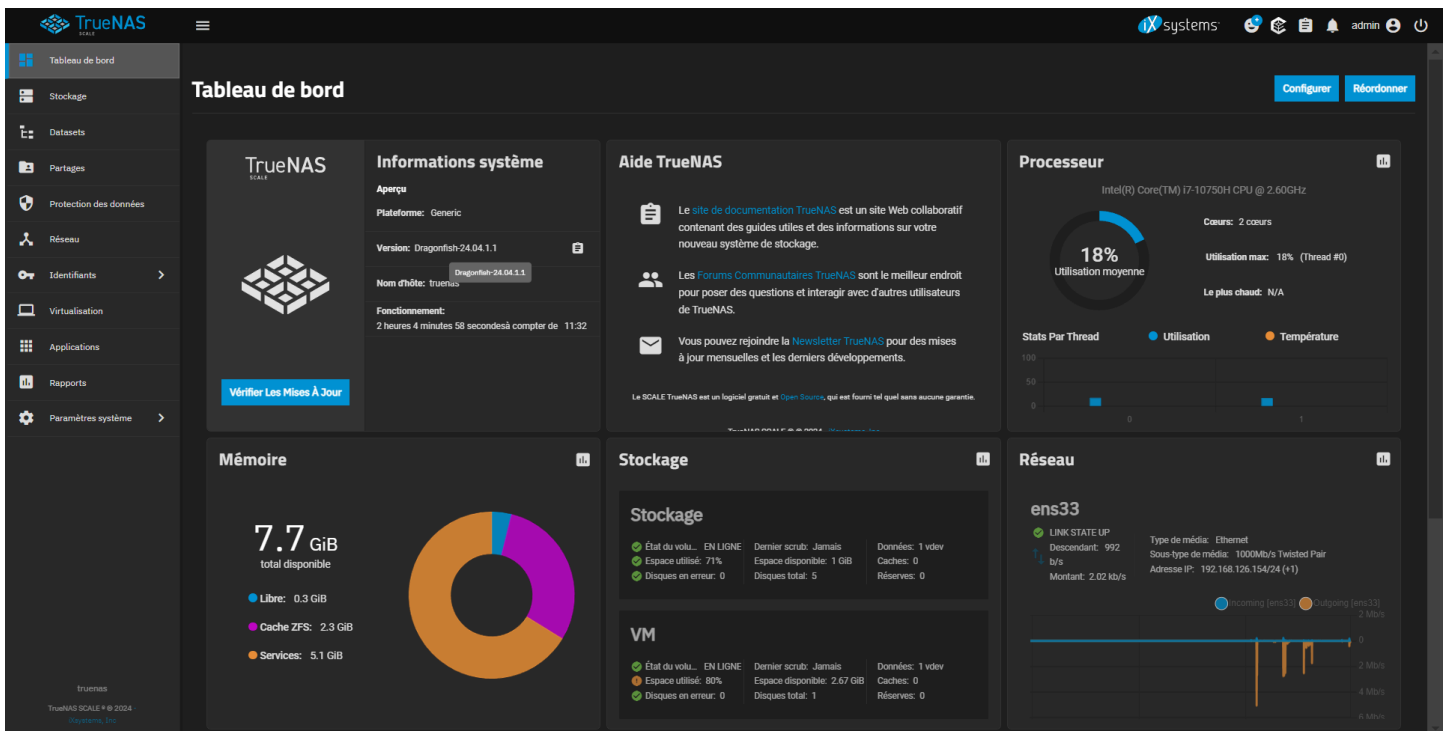 TrueNAS
SCALE
iXsystems
admin
Tableau de bord
Stockage
Datasets
Partages
Protection des données
Réseau
Identifiants
Virtualisation
Applications
Rapports
Paramètres système
truenas
TrueNAS SCALE ® © 2024 -
iXsystems, Inc
Tableau de bord
Configurer
Réordonner
TrueNAS
SCALE
Vérifier Les Mises À Jour
Informations système
Aperçu
Plateforme: Generic
Version: Dragonfish-24.04.1.1
Dragonfish-24.04.1.1
Nom d'hôte: truenas
Fonctionnement:
2 heures 4 minutes 58 secondesà compter de 11:32
Aide TrueNAS
Le site de documentation TrueNAS est un site Web collaboratif
contenant des guides utiles et des informations sur votre
nouveau système de stockage.
Les Forums Communautaires TrueNAS sont le meilleur endroit
pour poser des questions et interagir avec d'autres utilisateurs
de TrueNAS.
Vous pouvez rejoindre la Newsletter TrueNAS pour des mises
à jour mensuelles et les derniers développements.
Le SCALE TrueNAS est un logiciel gratuit et Open Source, qui est fourni tel quel sans aucune garantie.
Processeur
Intel(R) Core(TM) i7-10750H CPU @ 2.60GHz
18%
Utilisation moyenne
Cœurs: 2 cœurs
Utilisation max: 18% (Thread #0)
Le plus chaud: N/A
Stats Par Thread
Utilisation
Température
100
50
0
0
1
Mémoire
7.7 GiB
total disponible
Libre: 0.3 GiB
Cache ZFS: 2.3 GiB
Services: 5.1 GiB
Stockage
Stockage
État du volu... EN LIGNE
Espace utilisé: 71%
Disques en erreur: 0
Dernier scrub: Jamais
Espace disponible: 1 GiB
Disques total: 5
Données: 1 vdev
Caches: 0
Réserves: 0
VM
État du volu... EN LIGNE
Espace utilisé: 80%
Disques en erreur: 0
Dernier scrub: Jamais
Espace disponible: 2.67 GiB
Disques total: 1
Données: 1 vdev
Caches: 0
Réserves: 0
Réseau
ens33
LINK STATE UP
Descendant: 992
b/s
Montant: 2.02 kb/s
Type de média: Ethernet
Sous-type de média: 1000Mb/s Twisted Pair
Adresse IP: 192.168.126.154/24 (+1)
Incoming [ens33]
Outgoing [ens33]
2 Mb/s
0
2 Mb/s
4 Mb/s
6 Mb/s